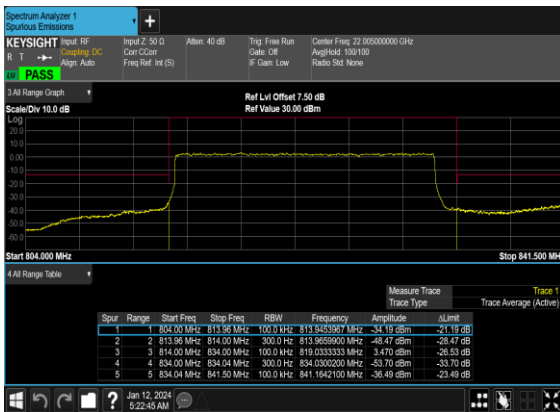 Spectrum Analyzer 1
Spurious Emissions
KEYSIGHT
R T
LV PASS
Input: RF
Coupling: DC
Align: Auto
Input Z: 50 Ω
Corr CCorr
Freq Ref: Int (S)
Atten: 40 dB
Trig: Free Run
Gate: Off
IF Gain: Low
Center Freq: 22.005000000 GHz
Avg|Hold: 100/100
Radio Std: None
3 All Range Graph
Scale/Div 10.0 dB
Ref Lvl Offset 7.50 dB
Ref Value 30.00 dBm
Log
20.0
10.0
0.00
-10.0
-20.0
-30.0
-40.0
-50.0
-60.0
Start 804.000 MHz
Stop 841.500 MH
4 All Range Table
Measure Trace Trace 1
Trace Type Trace Average (Active)
Spur Range Start Freq Stop Freq RBW Frequency Amplitude ΔLimit
1 1 804.00 MHz 813.96 MHz 100.0 kHz 813.9453967 MHz -34.19 dBm -21.19 dB
2 2 813.96 MHz 814.00 MHz 300.0 Hz 813.9659900 MHz -48.47 dBm -28.47 dB
3 3 814.00 MHz 834.00 MHz 100.0 kHz 819.0333333 MHz 3.470 dBm -26.53 dB
4 4 834.00 MHz 834.04 MHz 300.0 Hz 834.0300200 MHz -53.70 dBm -33.70 dB
5 5 834.04 MHz 841.50 MHz 100.0 kHz 841.1642100 MHz -36.49 dBm -23.49 dB
Jan 12, 2024
5:22:45 AM